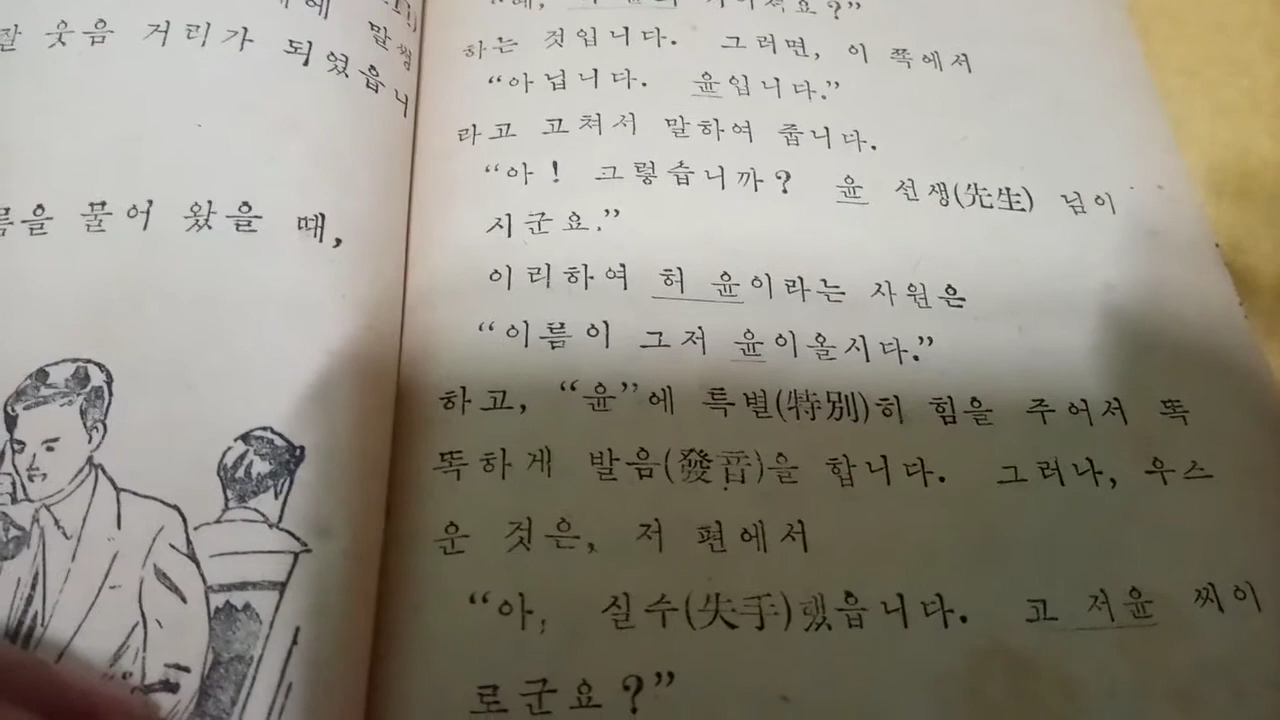 말썽
잘 웃음 거리가 되었읍니
름을 물어 왔을 때,
하는 것입니다. 그러면, 이 쪽에서
“아닙니다. 윤입니다.”
라고 고쳐서 말하여 줍니다.
“아! 그렇습니까? 윤 선생(先生) 님이
시군요.”
이리하여 허 윤이라는 자원은
“이름이 그저 윤이올시다.”
하고, “윤”에 특별(特別)히 힘을 주어서 똑
똑하게 발음(發音)을 합니다. 그러나, 우스
운 것은, 저 편에서
“아, 실수(失手)했읍니다. 고 저윤 씨이
로군요?”